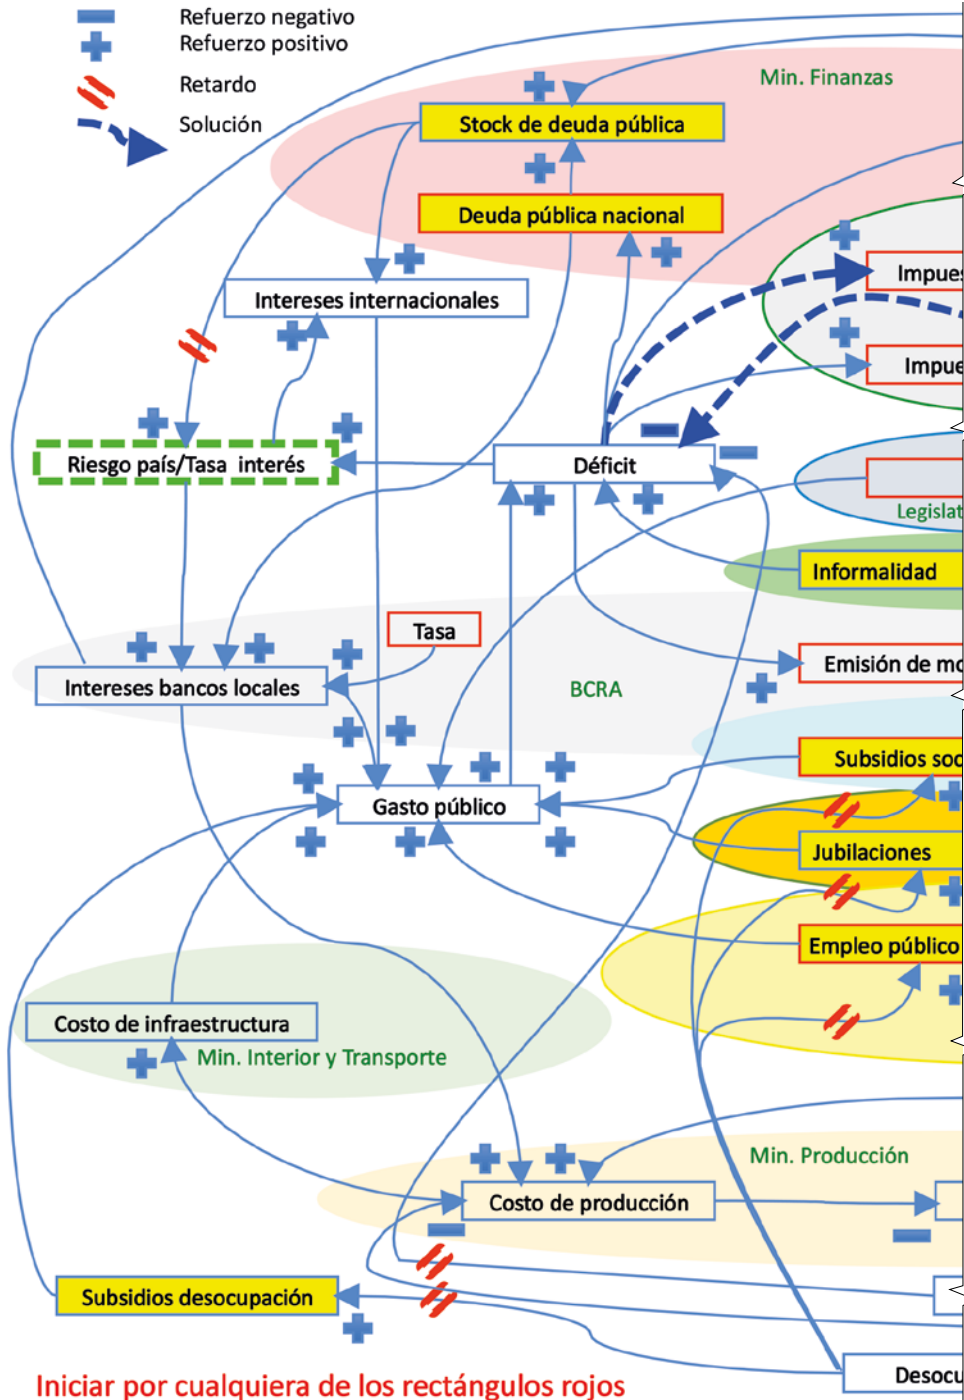 Refuerzo negativo
Refuerzo positivo
Retardo
Solución
Min. Finanzas
Stock de deuda pública
Deuda pública nacional
Impues
Intereses internacionales
Impue
Riesgo país/Tasa interés
Déficit
Legislat
Informalidad
Tasa
Emisión de mo
Intereses bancos locales
BCRA
Subsidios soc
Gasto público
Jubilaciones
Empleo público
Costo de infraestructura
Min. Interior y Transporte
Min. Producción
Costo de producción
Subsidios desocupación
Desocu
Iniciar por cualquiera de los rectángulos rojos